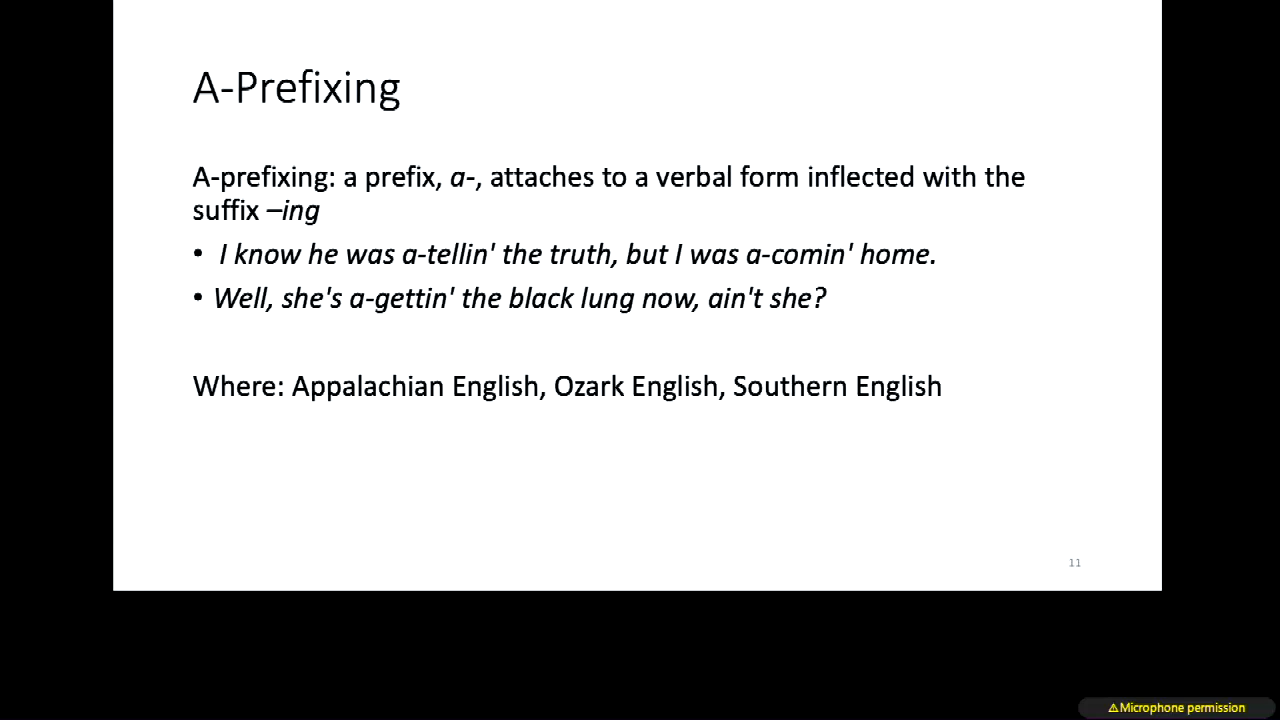 A-Prefixing
A-prefixing: a prefix, a-, attaches to a verbal form inflected with the
suffix –ing
• I know he was a-tellin' the truth, but I was a-comin' home.
• Well, she's a-gettin' the black lung now, ain't she?
Where: Appalachian English, Ozark English, Southern English
11
⚠Microphone permission